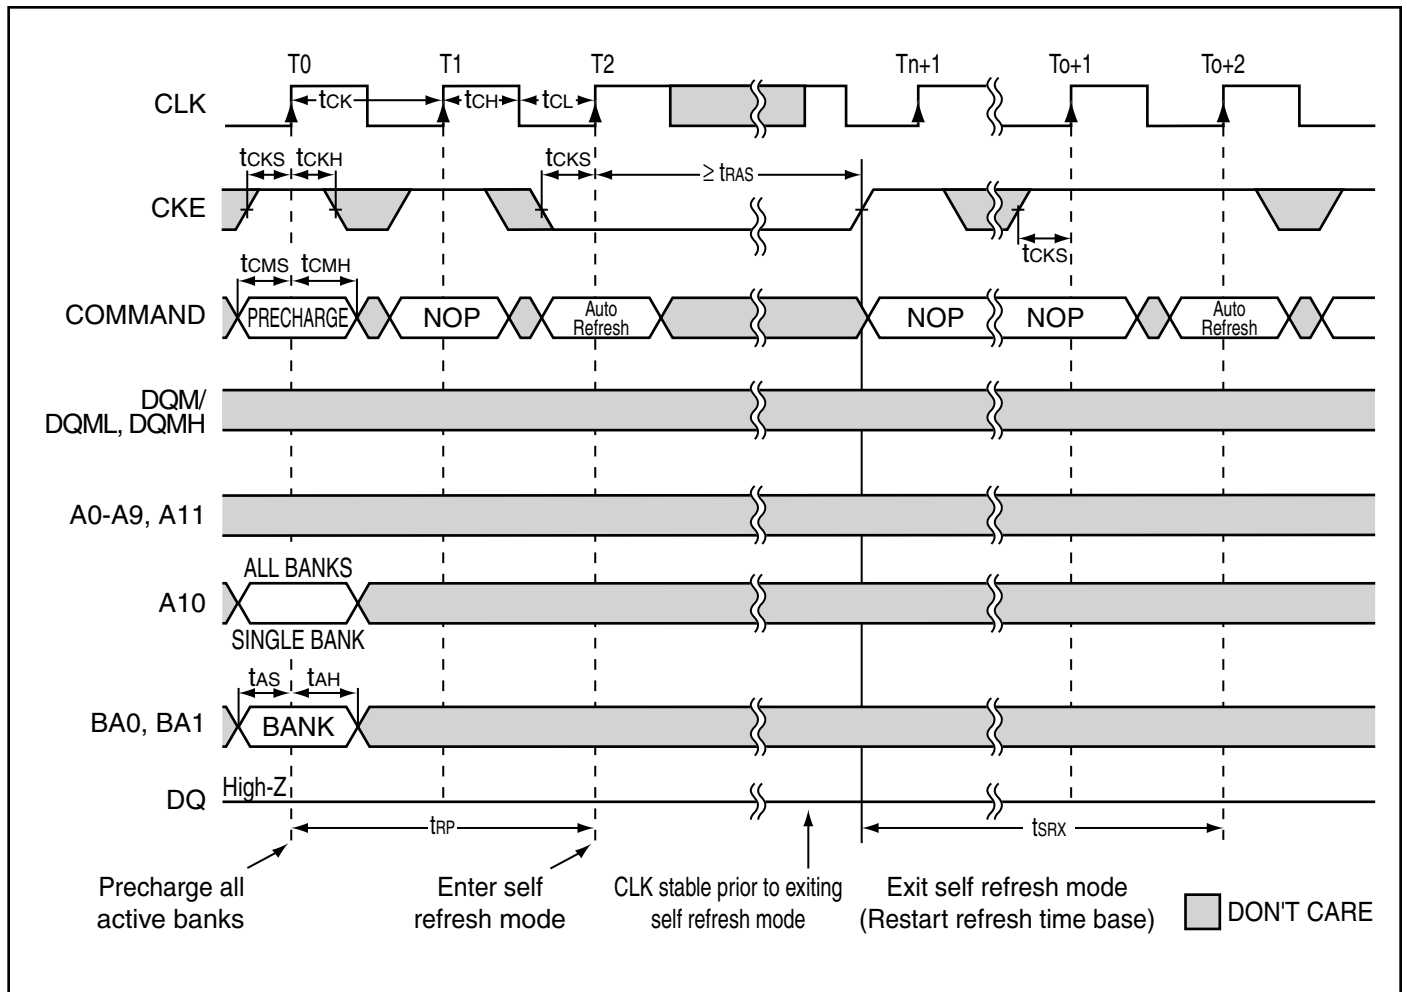 T0 T1 T2 Tn+1 To+1 To+2
CLK tCK tCH tCL
tCKS tCKH tCKS ≥ tRAS
CKE
tCKS
tCMS tCMH
COMMAND PRECHARGE NOP Auto Refresh NOP NOP Auto Refresh
DQM/
DQML, DQMH
A0-A9, A11
ALL BANKS
A10
SINGLE BANK
tAS tAH
BA0, BA1 BANK
DQ High-Z
tRP tSRX
Precharge all
active banks
Enter self
refresh mode
CLK stable prior to exiting
self refresh mode
Exit self refresh mode
(Restart refresh time base)
DON'T CARE